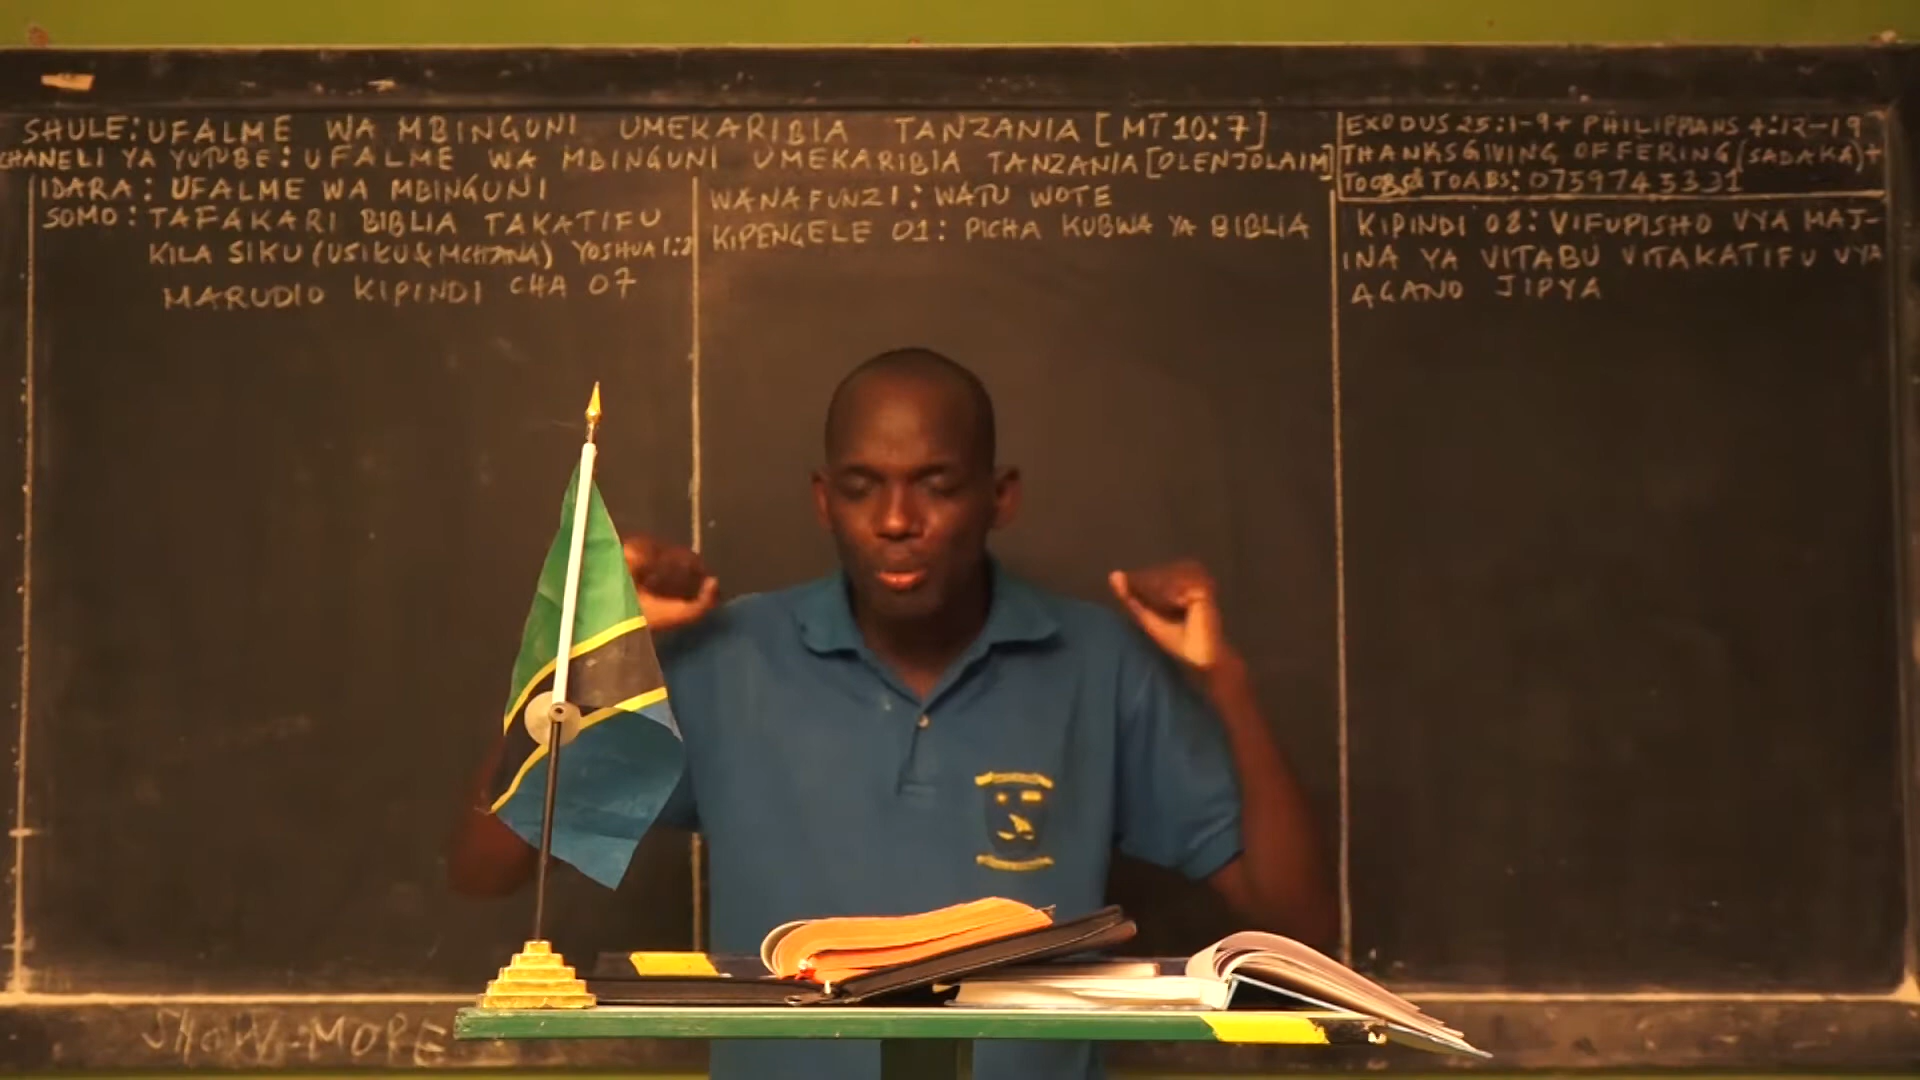 SHULE: UFALME WA MBINGUNI UMEKARIBIA TANZANIA [MT 10:7]
CHANELI YA YUTUBE: UFALME WA MBINGUNI UMEKARIBIA TANZANIA [OLENJOLAIM]
IDARA: UFALME WA MBINGUNI
SOMO: TAFAKARI BIBLIA TAKATIFU
KILA SIKU (USIKU & MCHANA) YOSHUA 1:8
MARUDIO KIPINDI CHA 07
WANAFUNZI: WATU WOTE
KIPENGELE 01: PICHA KUBWA YA BIBLIA
EXODUS 25:1-9 + PHILIPPIANS 4:12-19
THANKSGIVING OFFERING (SADAKA) +
TOABS: 0759745331
KIPINDI 08: VIFUPISHO VYA MAJ-
INA YA VITABU VITAKATIFU VYA
AGANO JIPYA
SHOW MORE